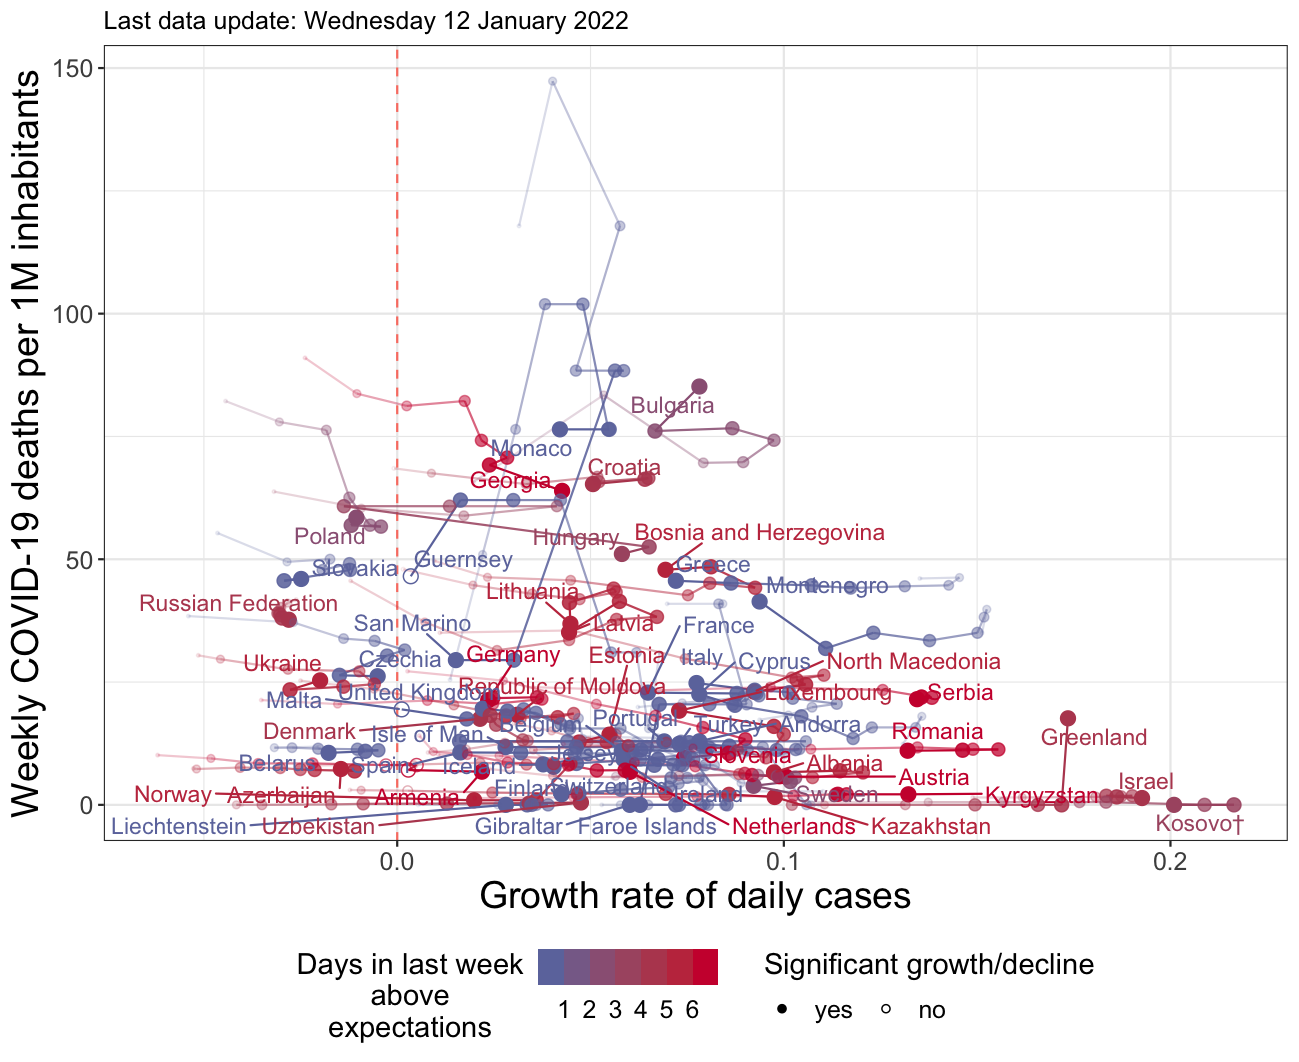 Last data update: Wednesday 12 January 2022
Weekly COVID-19 deaths per 1M inhabitants
150
100
50
0
Bulgaria
Monaco
Croatia
Georgia
Poland
Hungary
Bosnia and Herzegovina
Guernsey
Greece
Slovakia
Montenegro
Lithuania
Russian Federation
San Marino
Latvia
France
Ukraine
Czechia
Germany
Estonia
Italy
Cyprus
North Macedonia
Malta
United Kingdom
Republic of Moldova
Luxembourg
Serbia
Denmark
Isle of Man
Belgium
Portugal
Turkey
Andorra
Romania
Greenland
Belarus
Spain
Iceland
Jersey
Slovenia
Albania
Austria
Israel
Norway
Azerbaijan
Armenia
Finland
Switzerland
Ireland
Sweden
Kyrgyzstan
Liechtenstein
Uzbekistan
Gibraltar
Faroe Islands
Netherlands
Kazakhstan
Kosovo†
0.0
0.1
0.2
Growth rate of daily cases
Days in last week
above
expectations
1 2 3 4 5 6
Significant growth/decline
yes
no